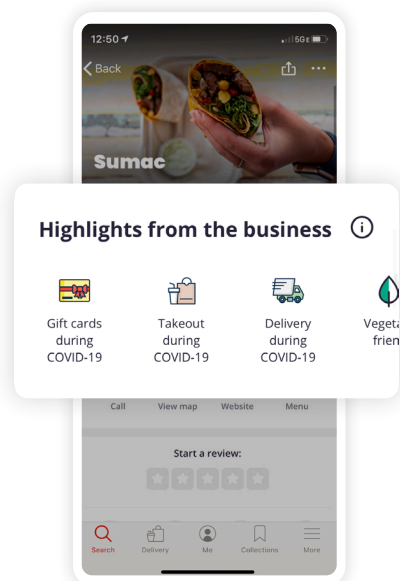 12:50
5GE
Back
Sumac
Highlights from the business
Gift cards
during
COVID-19
Takeout
during
COVID-19
Delivery
during
COVID-19
Call View map Website Menu
Start a review:
Search Delivery Me Collections More